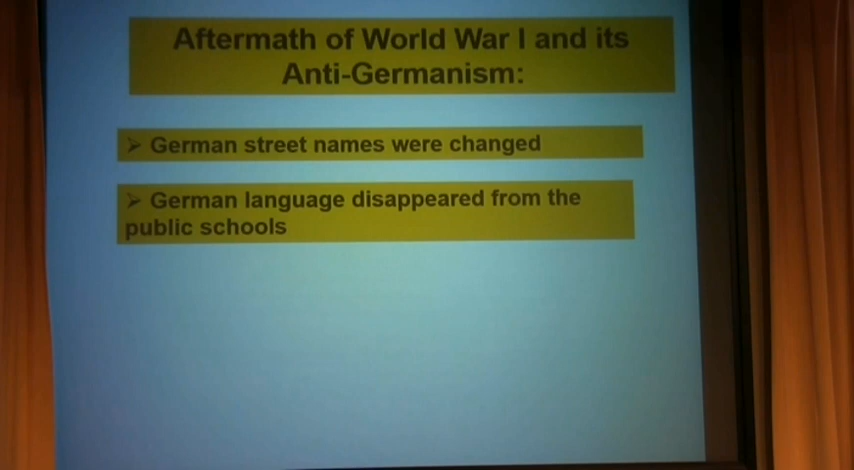 Aftermath of World War I and its
Anti-Germanism:
➢ German street names were changed
➢ German language disappeared from the
public schools